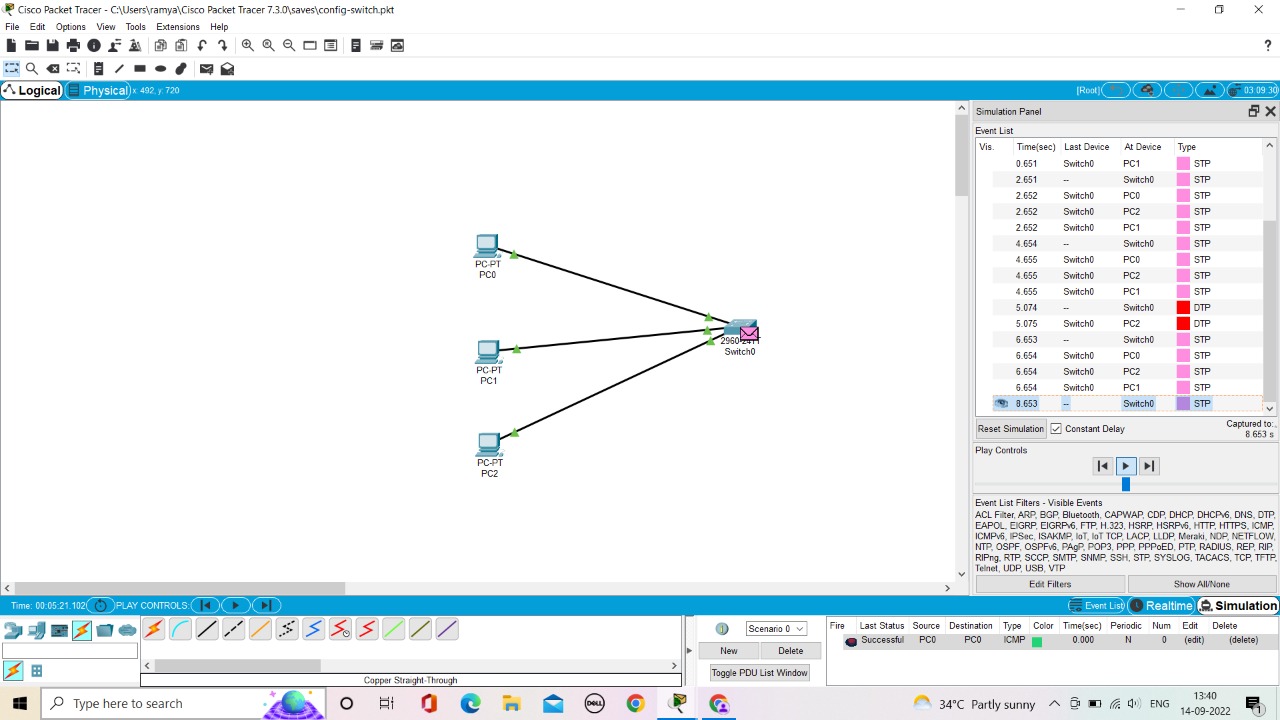 Cisco Packet Tracer - C:\Users\ramya\Cisco Packet Tracer 7.3.0\saves\config-switch.pkt
File Edit Options View Tools Extensions Help
?
Logical Physical x: 492, y: 720 [Root] 03:09:30
Simulation Panel
Event List
Vis. Time(sec) Last Device At Device Type
0.651 Switch0 PC1 STP
2.651 -- Switch0 STP
2.652 Switch0 PC0 STP
2.652 Switch0 PC2 STP
2.652 Switch0 PC1 STP
4.654 -- Switch0 STP
4.655 Switch0 PC0 STP
4.655 Switch0 PC2 STP
4.655 Switch0 PC1 STP
5.074 -- Switch0 DTP
5.075 Switch0 PC2 DTP
6.653 -- Switch0 STP
6.654 Switch0 PC0 STP
6.654 Switch0 PC2 STP
6.654 Switch0 PC1 STP
8.653 -- Switch0 STP
PC-PT
PC0
PC-PT
PC1
PC-PT
PC2
Switch0
Reset Simulation Constant Delay Captured to:
8.653 s
Play Controls
Event List Filters - Visible Events
ACL Filter, ARP, BGP, Bluetooth, CAPWAP, CDP, DHCP, DHCPv6, DNS, DTP,
EAPOL, EIGRP, EIGRPv6, FTP, H.323, HSRP, HSRPv6, HTTP, HTTPS, ICMP,
ICMPv6, IPSec, ISAKMP, IoT, IoT TCP, LACP, LLDP, Meraki, NDP, NETFLOW,
NTP, OSPF, OSPFv6, PAgP, POP3, PPP, PPPoED, PTP, RADIUS, REP, RIP,
RIPng, RTP, SCCP, SMTP, SNMP, SSH, STP, SYSLOG, TACACS, TCP, TFTP,
Telnet, UDP, USB, VTP
Edit Filters Show All/None
Time: 00:05:21.102 PLAY CONTROLS: Event List Realtime Simulation
Scenario 0
New Delete
Toggle PDU List Window
Fire Last Status Source Destination Type Color Time(sec) Periodic Num Edit Delete
Successful PC0 PC0 ICMP 0.000 N 0 (edit) (delete)
Copper Straight-Through
Type here to search
DELL
34°C Partly sunny ENG 13:40
14-09-2022
1